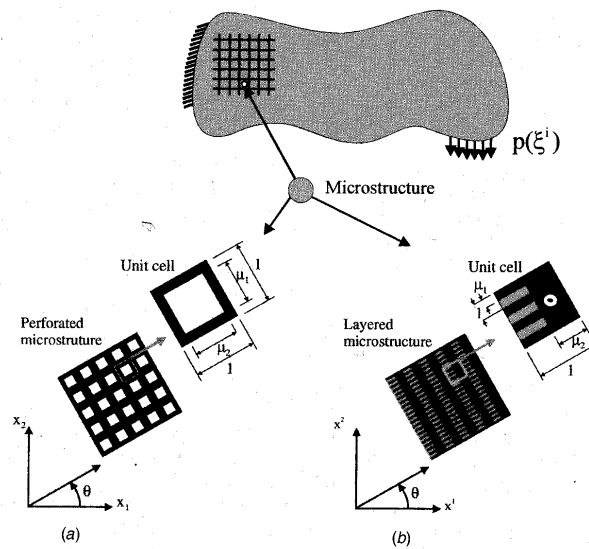 p(ξⁱ)
Microstructure
Unit cell
μ₁
1
μ₂
1
Perforated
microstruture
x₂
θ
x₁
(a)
Unit cell
μ₁
1
μ₂
1
Layered
microstructure
x²
θ
x¹
(b)